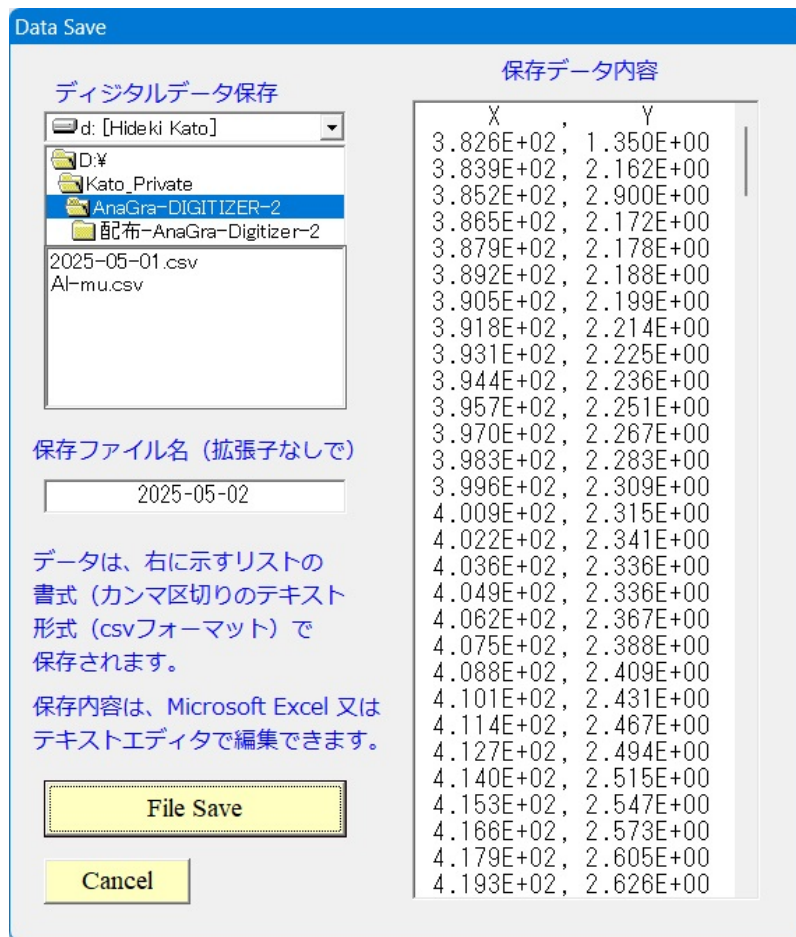 Data Save
ディジタルデータ保存
d: [Hideki Kato]
D:¥
Kato_Private
AnaGra-DIGITIZER-2
配布-AnaGra-Digitizer-2
2025-05-01.csv
Al-mu.csv
保存ファイル名（拡張子なしで）
2025-05-02
データは、右に示すリストの
書式（カンマ区切りのテキスト
形式（csvフォーマット）で
保存されます。
保存内容は、Microsoft Excel 又は
テキストエディタで編集できます。
File Save
Cancel
保存データ内容
X , Y
3.826E+02, 1.350E+00
3.839E+02, 2.162E+00
3.852E+02, 2.900E+00
3.865E+02, 2.172E+00
3.879E+02, 2.178E+00
3.892E+02, 2.188E+00
3.905E+02, 2.199E+00
3.918E+02, 2.214E+00
3.931E+02, 2.225E+00
3.944E+02, 2.236E+00
3.957E+02, 2.251E+00
3.970E+02, 2.267E+00
3.983E+02, 2.283E+00
3.996E+02, 2.309E+00
4.009E+02, 2.315E+00
4.022E+02, 2.341E+00
4.036E+02, 2.336E+00
4.049E+02, 2.336E+00
4.062E+02, 2.367E+00
4.075E+02, 2.388E+00
4.088E+02, 2.409E+00
4.101E+02, 2.431E+00
4.114E+02, 2.467E+00
4.127E+02, 2.494E+00
4.140E+02, 2.515E+00
4.153E+02, 2.547E+00
4.166E+02, 2.573E+00
4.179E+02, 2.605E+00
4.193E+02, 2.626E+00